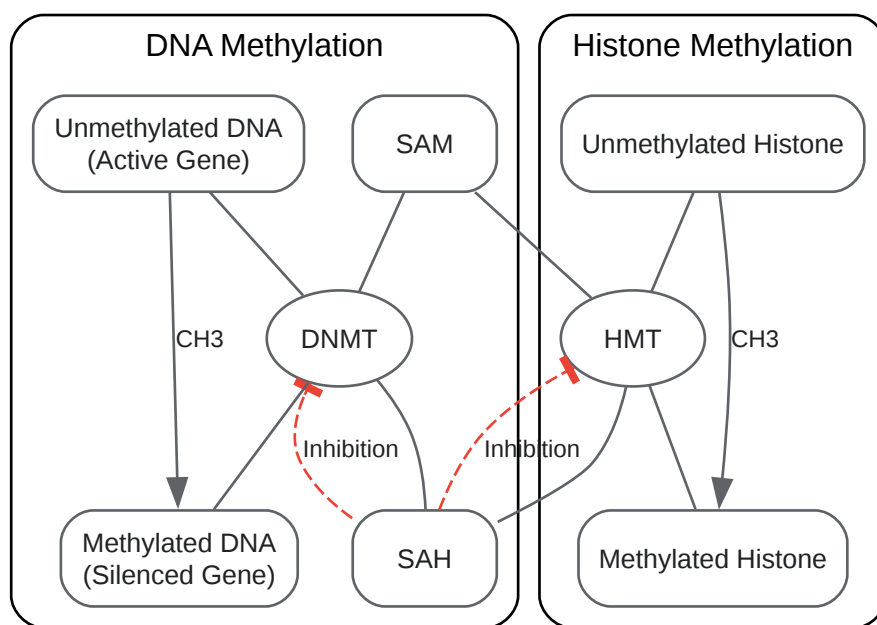 DNA Methylation
Histone Methylation
Unmethylated DNA
(Active Gene)
SAM
Unmethylated Histone
CH3
DNMT
HMT
CH3
Inhibition
Inhibition
Methylated DNA
(Silenced Gene)
SAH
Methylated Histone